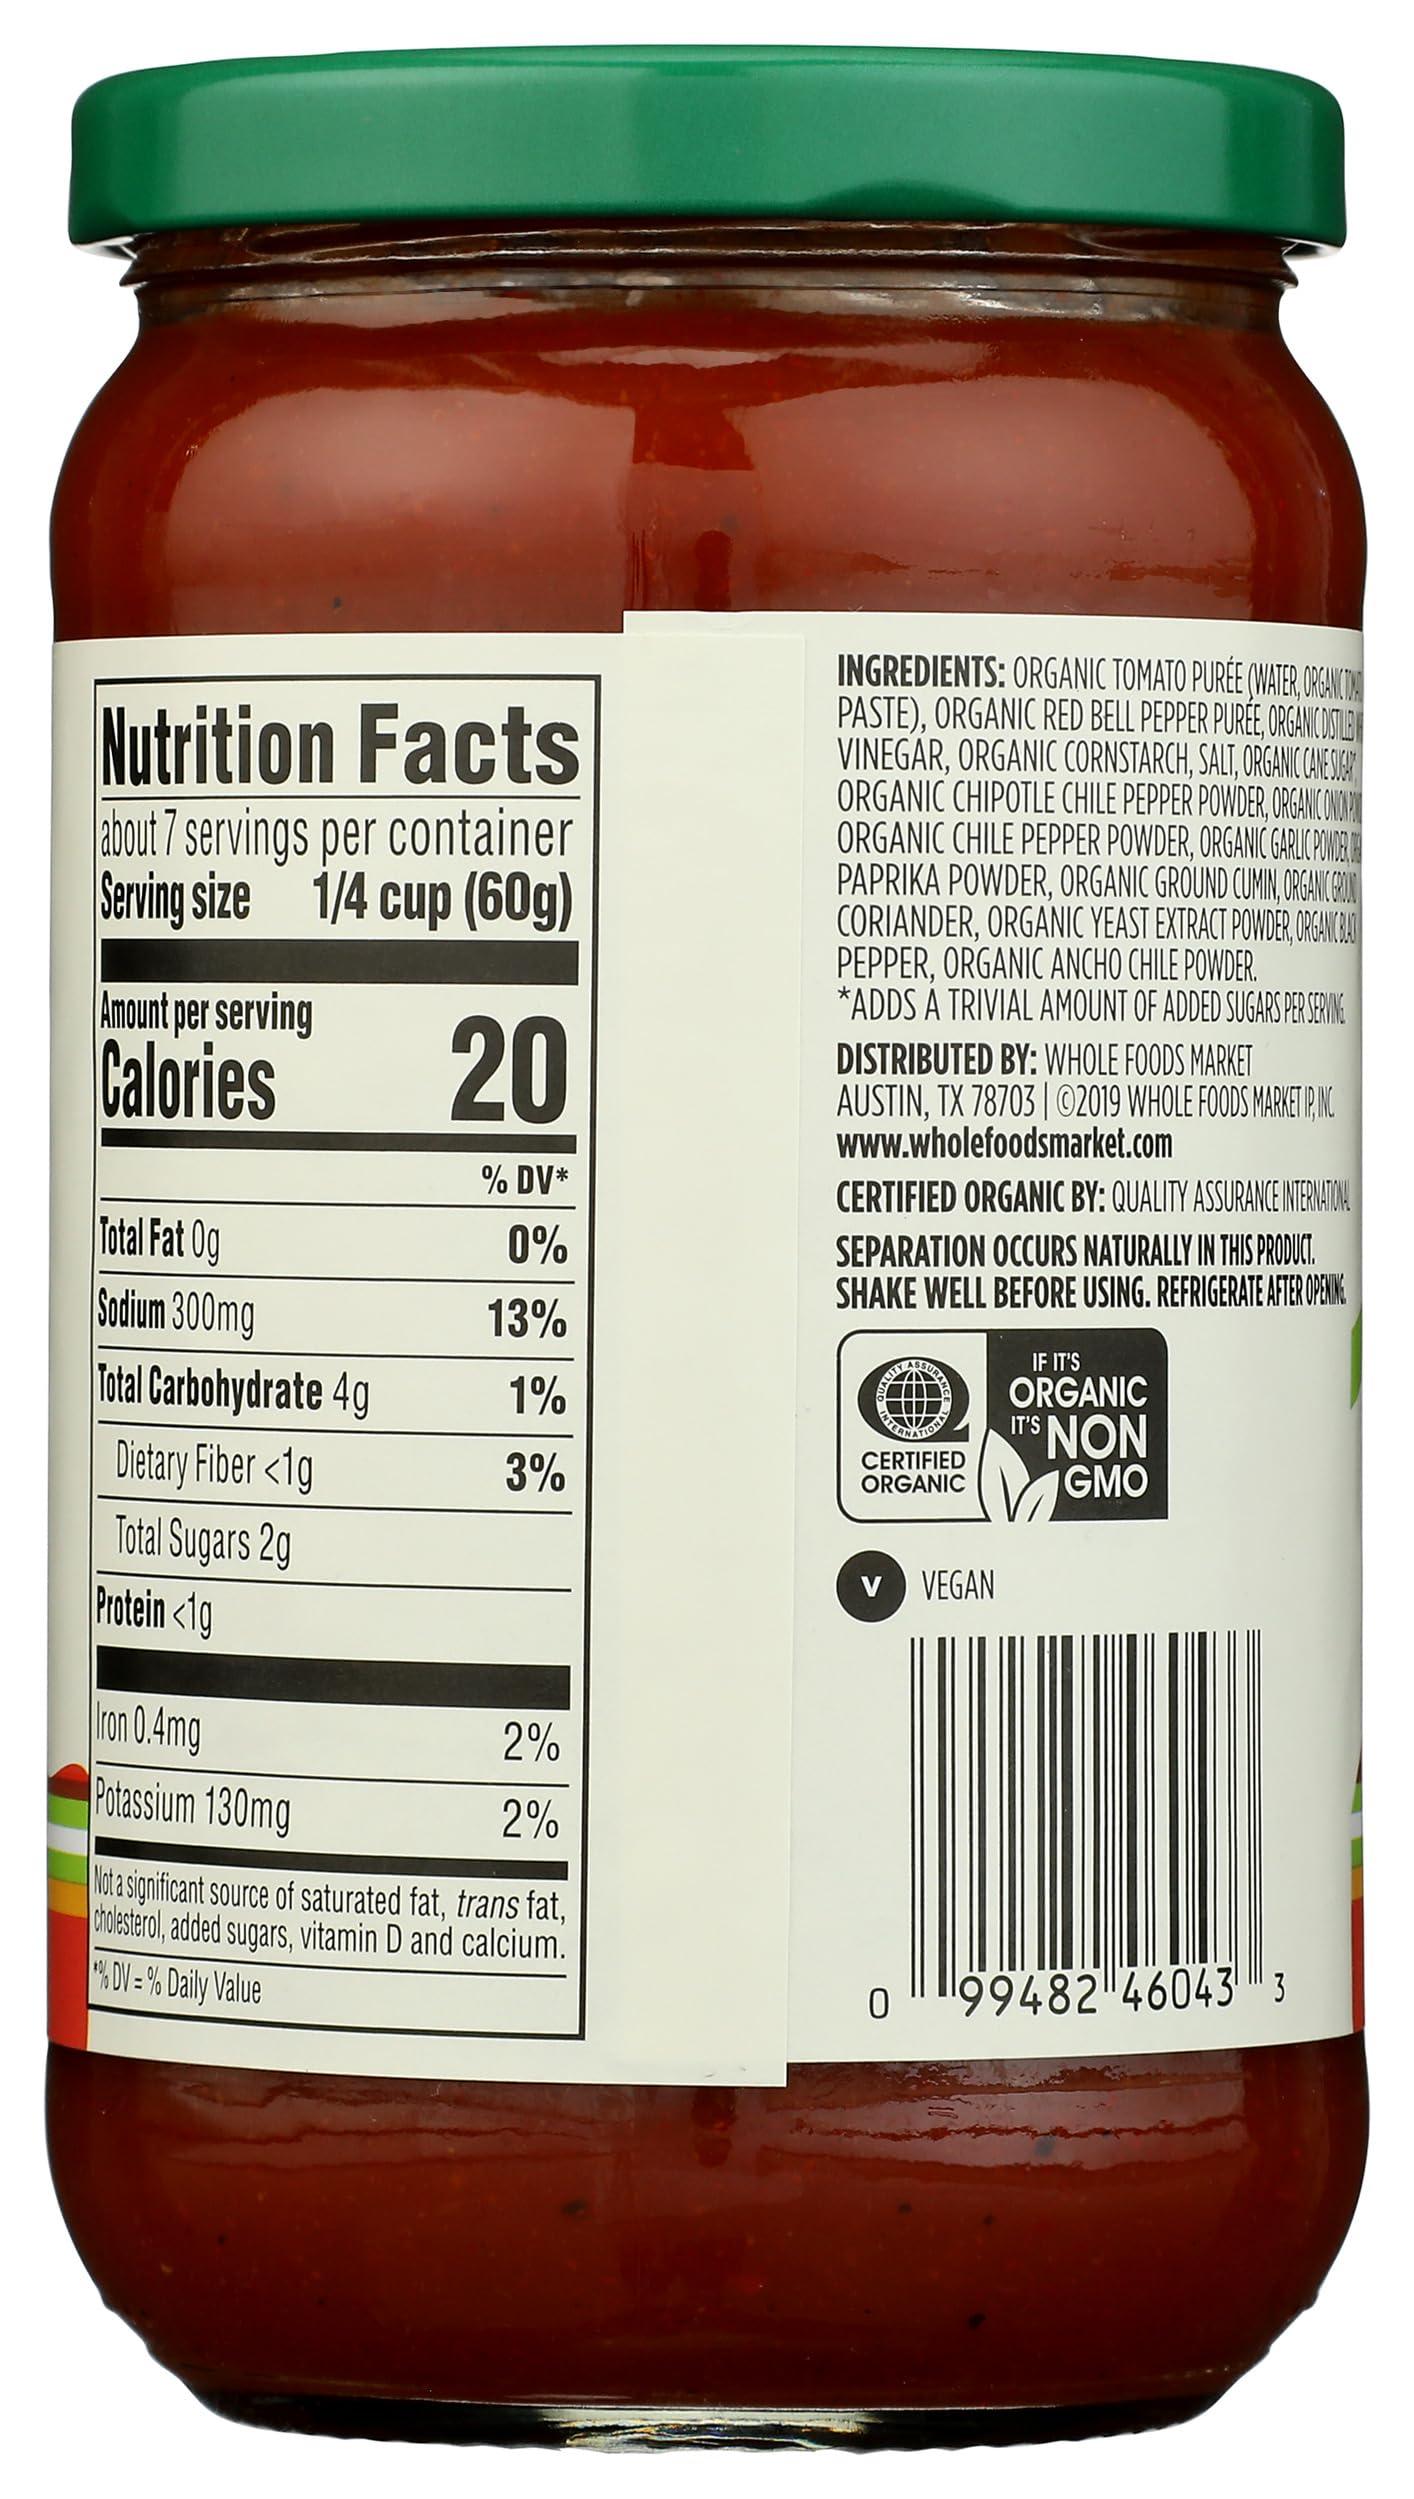 Nutrition Facts
about 7 servings per container
Serving size 1/4 cup (60g)
Amount per serving
Calories 20
% DV*
Total Fat 0g 0%
Sodium 300mg 13%
Total Carbohydrate 4g 1%
Dietary Fiber <1g 3%
Total Sugars 2g
Protein <1g
Iron 0.4mg 2%
Potassium 130mg 2%
Not a significant source of saturated fat, trans fat,
cholesterol, added sugars, vitamin D and calcium.
*% DV = % Daily Value
INGREDIENTS: ORGANIC TOMATO PURÉE (WATER, ORGANIC
PASTE), ORGANIC RED BELL PEPPER PURÉE, ORGANIC DISTILLED
VINEGAR, ORGANIC CORNSTARCH, SALT, ORGANIC CANE SUGAR*,
ORGANIC CHIPOTLE CHILE PEPPER POWDER, ORGANIC ONION
ORGANIC CHILE PEPPER POWDER, ORGANIC GARLIC POWDER,
PAPRIKA POWDER, ORGANIC GROUND CUMIN, ORGANIC GROUND
CORIANDER, ORGANIC YEAST EXTRACT POWDER, ORGANIC BLACK
PEPPER, ORGANIC ANCHO CHILE POWDER.
*ADDS A TRIVIAL AMOUNT OF ADDED SUGARS PER SERVING.
DISTRIBUTED BY: WHOLE FOODS MARKET
AUSTIN, TX 78703 | ©2019 WHOLE FOODS MARKET IP, INC.
www.wholefoodsmarket.com
CERTIFIED ORGANIC BY: QUALITY ASSURANCE INTERNATIONAL
SEPARATION OCCURS NATURALLY IN THIS PRODUCT.
SHAKE WELL BEFORE USING. REFRIGERATE AFTER OPENING.
QUALITY ASSURANCE INTERNATIONAL
CERTIFIED
ORGANIC
IF IT'S
ORGANIC
IT'S NON
GMO
V VEGAN
0 99482 46043 3